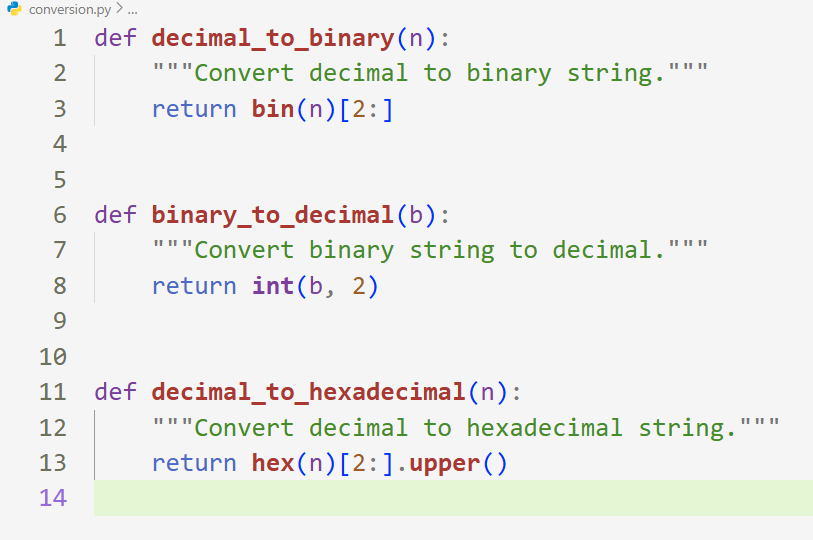 conversion.py > ...
1 def decimal_to_binary(n):
2     """Convert decimal to binary string."""
3     return bin(n)[2:]
4
5
6 def binary_to_decimal(b):
7     """Convert binary string to decimal."""
8     return int(b, 2)
9
10
11 def decimal_to_hexadecimal(n):
12     """Convert decimal to hexadecimal string."""
13     return hex(n)[2:].upper()
14